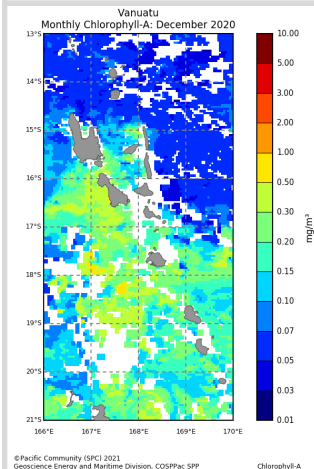 Vanuatu
Monthly Chlorophyll-A: December 2020
13°S
14°S
15°S
16°S
17°S
18°S
19°S
20°S
21°S
166°E 167°E 168°E 169°E 170°E
10.00
5.00
3.00
2.00
1.00
0.50
0.30
0.20
0.15
0.10
0.07
0.05
0.03
0.01
mg/m³
©Pacific Community (SPC) 2021
Geoscience Energy and Maritime Division, COSPPac SPP
Chlorophyll-A